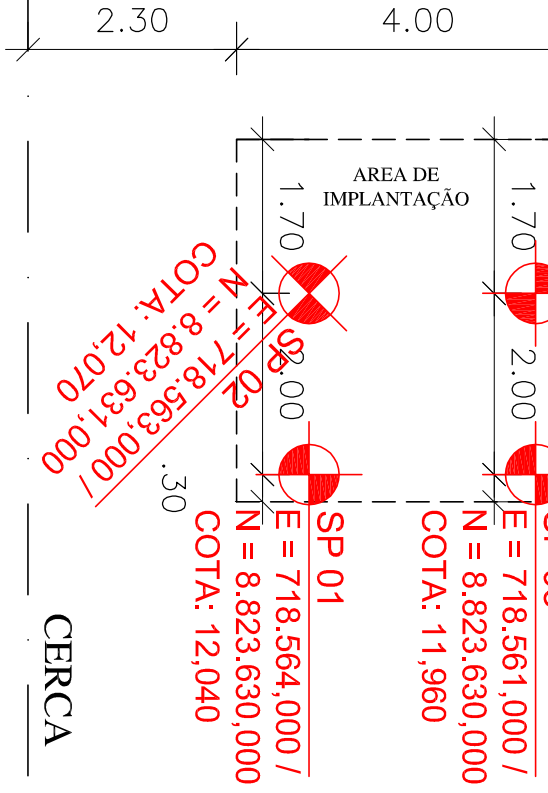 2.30
4.00
AREA DE
IMPLANTAÇÃO
1.70
1.70
2.00
2.00
.30
SP 02
E = 718.563,000 /
N = 8.823.631,000
COTA: 12,070
SP 01
E = 718.564,000 /
N = 8.823.630,000
COTA: 12,040
E = 718.561,000 /
N = 8.823.630,000
COTA: 11,960
CERCA